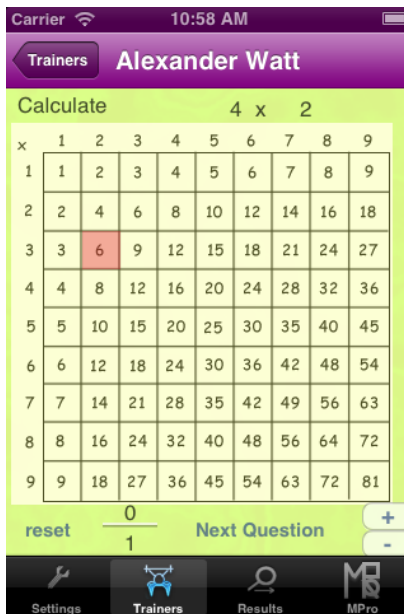 Carrier 10:58 AM
Trainers Alexander Watt
Calculate 4 x 2
x 1 2 3 4 5 6 7 8 9
1 1 2 3 4 5 6 7 8 9
2 2 4 6 8 10 12 14 16 18
3 3 6 9 12 15 18 21 24 27
4 4 8 12 16 20 24 28 32 36
5 5 10 15 20 25 30 35 40 45
6 6 12 18 24 30 36 42 48 54
7 7 14 21 28 35 42 49 56 63
8 8 16 24 32 40 48 56 64 72
9 9 18 27 36 45 54 63 72 81
0
reset Next Question
1
+
-
Settings Trainers Results MPro